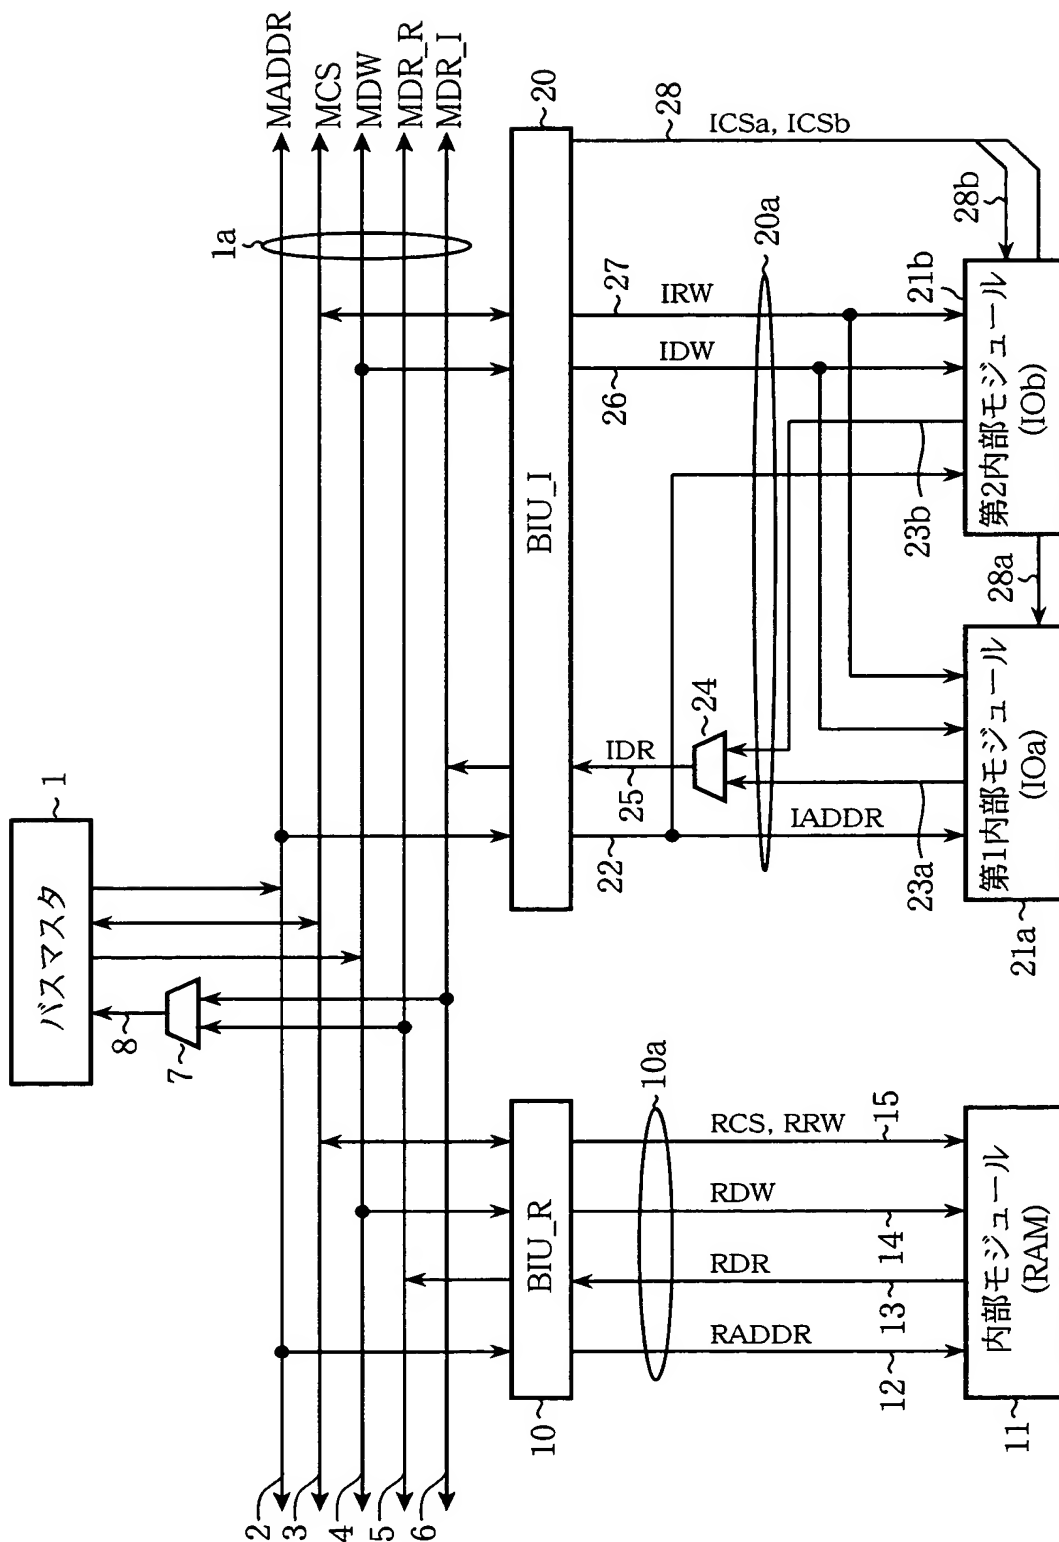 バスマスタ
1
8
7
MADDR
MCS
MDW
MDR_R
MDR_I
1a
2
3
4
5
6
BIU_R
10
10a
RADDR
12
RDR
13
RDW
14
RCS, RRW
15
内部モジュール
(RAM)
11
BIU_I
20
20a
IADDR
22
IDR
25
24
IDW
26
IRW
27
ICSa, ICSb
28
28b
28a
23a
23b
第1内部モジュール
(IOa)
21a
第2内部モジュール
(IOb)
21b